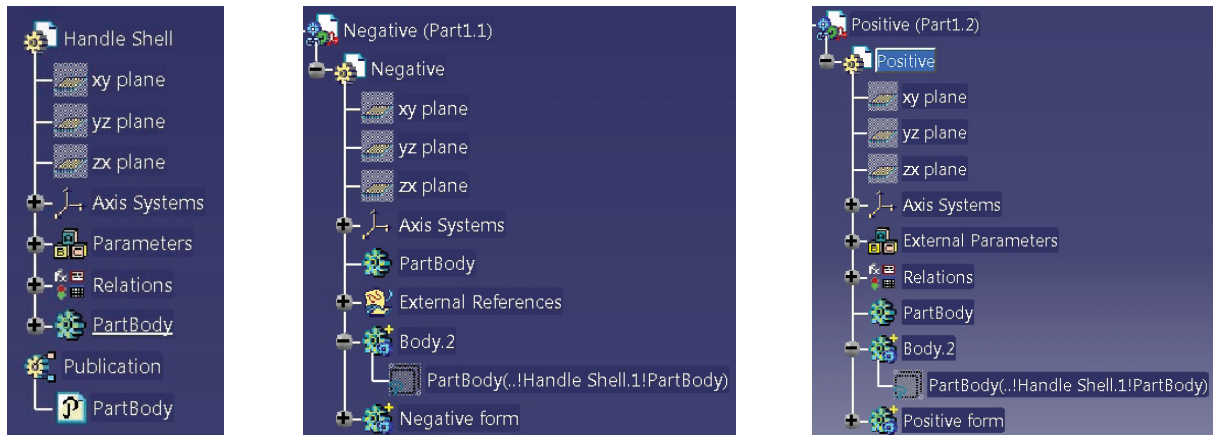 Handle Shell
xy plane
yz plane
zx plane
Axis Systems
Parameters
Relations
PartBody
Publication
PartBody
Negative (Part1.1)
Negative
xy plane
yz plane
zx plane
Axis Systems
PartBody
External References
Body.2
PartBody(..!Handle Shell.1!PartBody)
Negative form
Positive (Part1.2)
Positive
xy plane
yz plane
zx plane
Axis Systems
External Parameters
Relations
PartBody
Body.2
PartBody(..!Handle Shell.1!PartBody)
Positive form